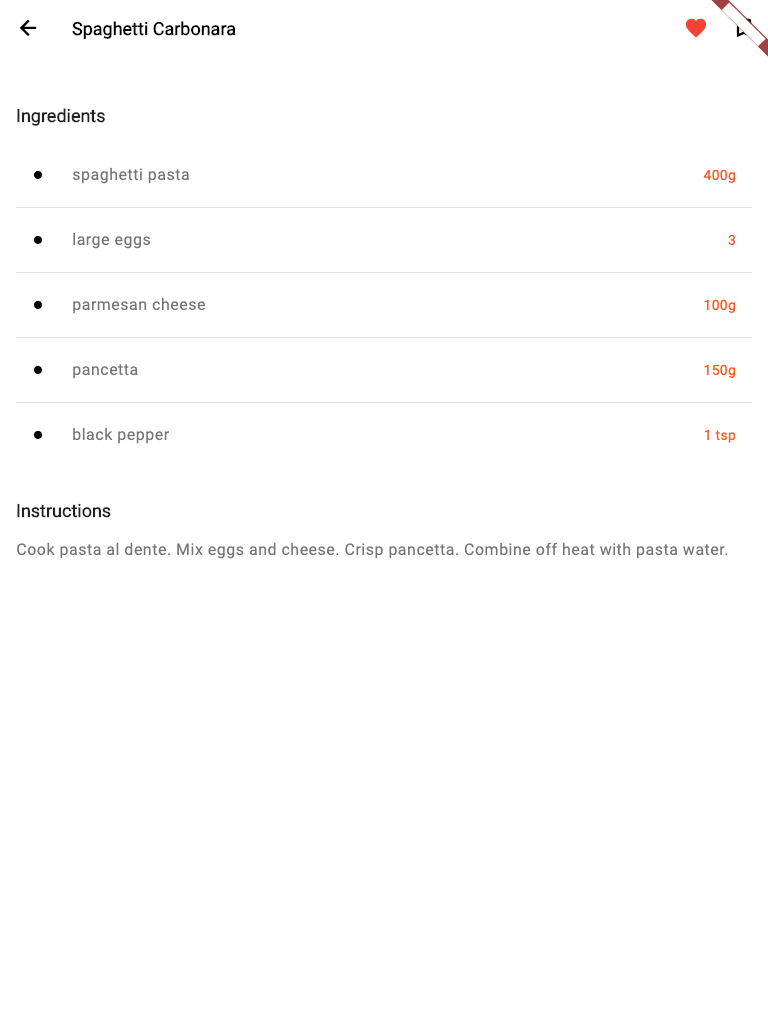 Spaghetti Carbonara
Ingredients
spaghetti pasta 400g
large eggs 3
parmesan cheese 100g
pancetta 150g
black pepper 1 tsp
Instructions
Cook pasta al dente. Mix eggs and cheese. Crisp pancetta. Combine off heat with pasta water.